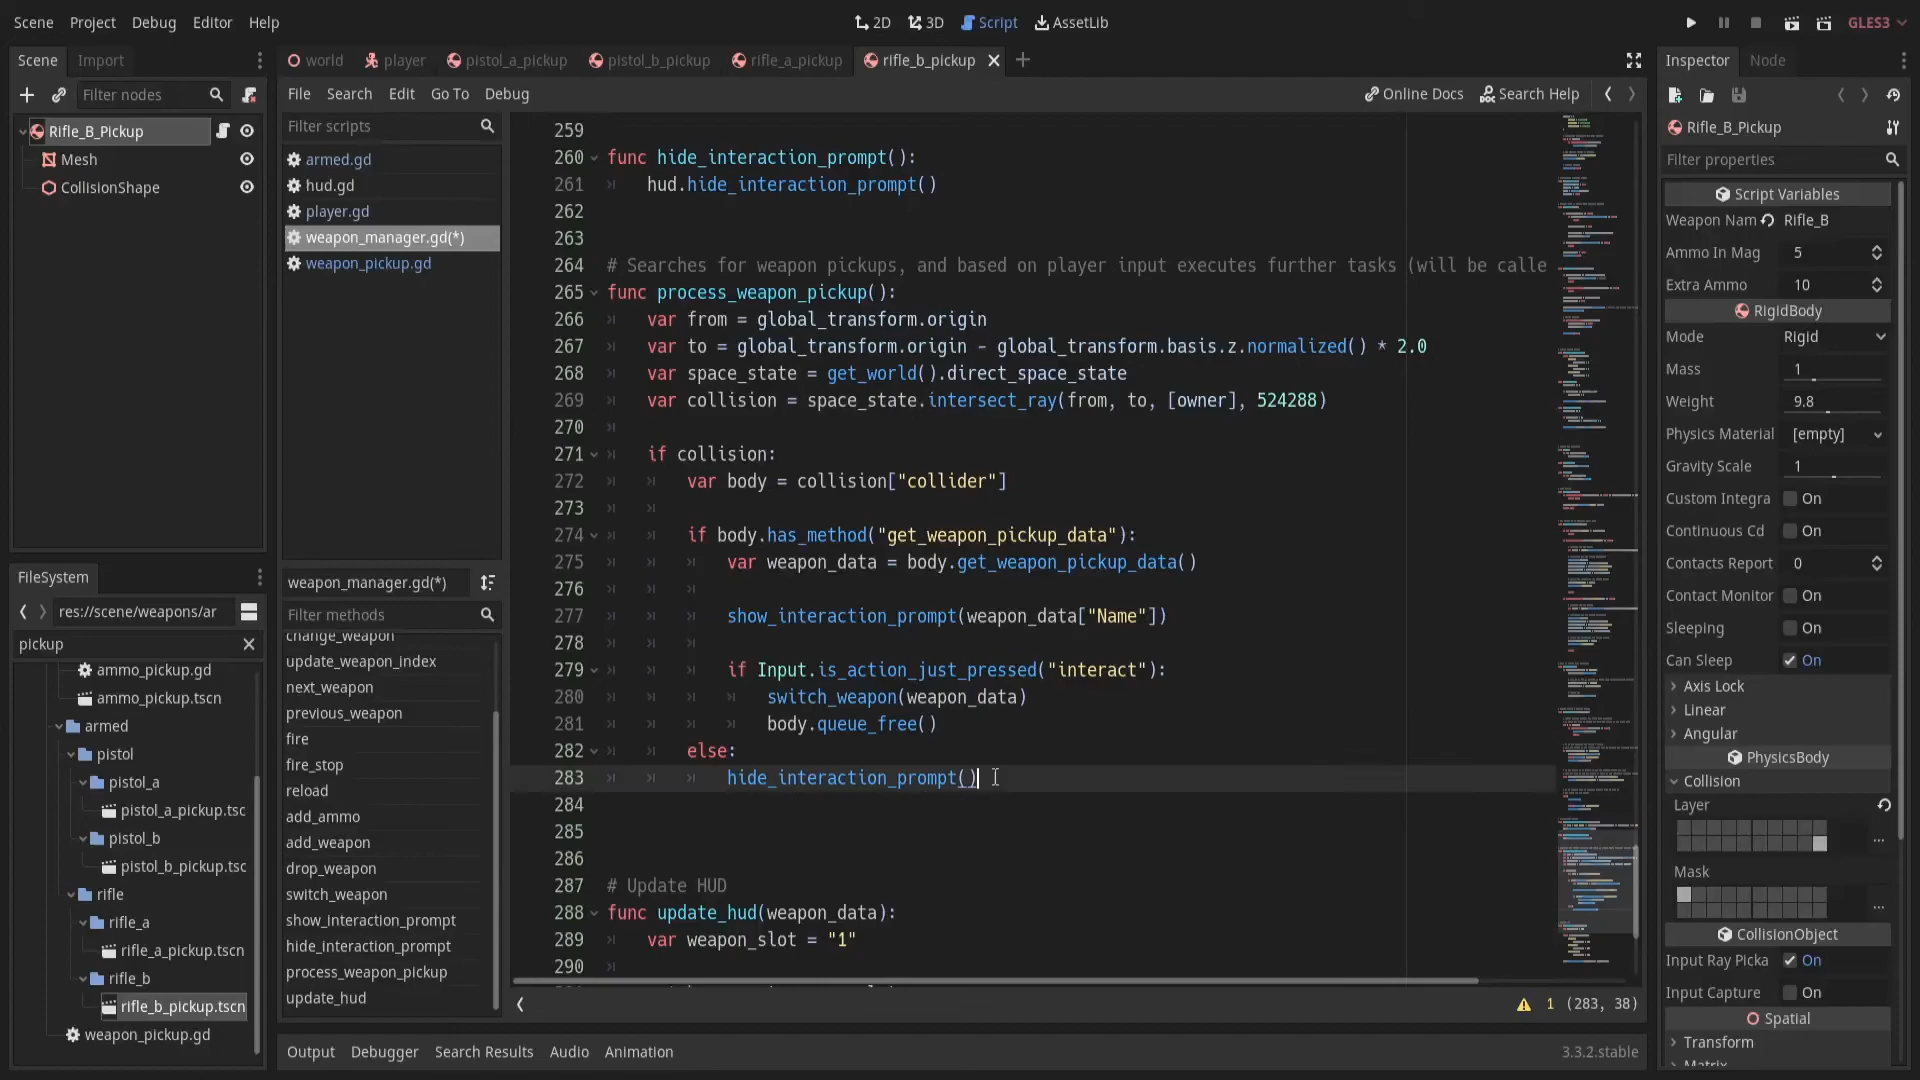 Scene Project Debug Editor Help
2D 3D Script AssetLib
GLES3
Scene Import
world player pistol_a_pickup pistol_b_pickup rifle_a_pickup rifle_b_pickup
Inspector Node
Filter nodes
File Search Edit Go To Debug
Online Docs Search Help
Rifle_B_Pickup
Mesh
CollisionShape
Filter scripts
armed.gd
hud.gd
player.gd
weapon_manager.gd(*)
weapon_pickup.gd
weapon_manager.gd(*)
Filter methods
change_weapon
update_weapon_index
next_weapon
previous_weapon
fire
fire_stop
reload
add_ammo
add_weapon
drop_weapon
switch_weapon
show_interaction_prompt
hide_interaction_prompt
process_weapon_pickup
update_hud
FileSystem
res://scene/weapons/ar
pickup
ammo_pickup.gd
ammo_pickup.tscn
armed
pistol
pistol_a
pistol_a_pickup.tsc
pistol_b
pistol_b_pickup.tsc
rifle
rifle_a
rifle_a_pickup.tscn
rifle_b
rifle_b_pickup.tscn
weapon_pickup.gd
259
260 func hide_interaction_prompt():
261 hud.hide_interaction_prompt()
262
263
264 # Searches for weapon pickups, and based on player input executes further tasks (will be calle
265 func process_weapon_pickup():
266 var from = global_transform.origin
267 var to = global_transform.origin - global_transform.basis.z.normalized() * 2.0
268 var space_state = get_world().direct_space_state
269 var collision = space_state.intersect_ray(from, to, [owner], 524288)
270
271 if collision:
272 var body = collision["collider"]
273
274 if body.has_method("get_weapon_pickup_data"):
275 var weapon_data = body.get_weapon_pickup_data()
276
277 show_interaction_prompt(weapon_data["Name"])
278
279 if Input.is_action_just_pressed("interact"):
280 switch_weapon(weapon_data)
281 body.queue_free()
282 else:
283 hide_interaction_prompt()
284
285
286
287 # Update HUD
288 func update_hud(weapon_data):
289 var weapon_slot = "1"
290
1 (283, 38)
Output Debugger Search Results Audio Animation
3.3.2.stable
Rifle_B_Pickup
Filter properties
Script Variables
Weapon Nam Rifle_B
Ammo In Mag 5
Extra Ammo 10
RigidBody
Mode Rigid
Mass 1
Weight 9.8
Physics Material [empty]
Gravity Scale 1
Custom Integra On
Continuous Cd On
Contacts Report 0
Contact Monitor On
Sleeping On
Can Sleep On
Axis Lock
Linear
Angular
PhysicsBody
Collision
Layer
Mask
CollisionObject
Input Ray Picka On
Input Capture On
Spatial
Transform
Matrix